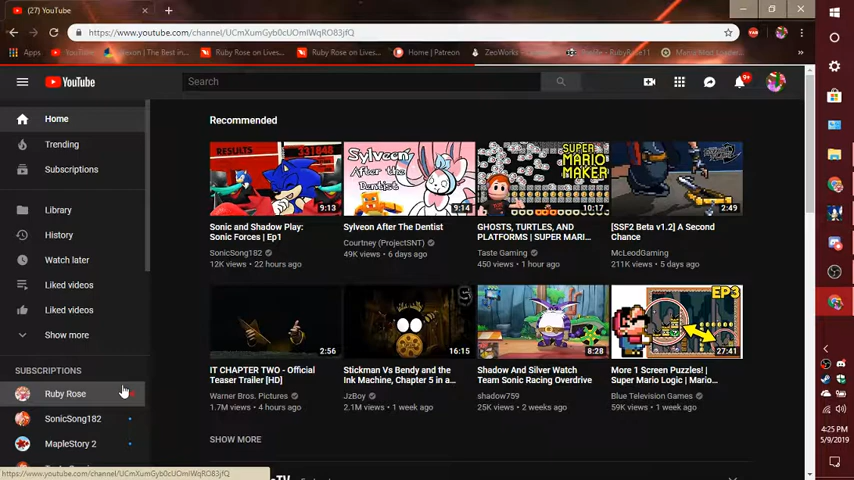 (27) YouTube
https://www.youtube.com/channel/UCmXumGyb0cUOmlWqRO83jfQ
Apps
Ruby Rose on Lives...
Ruby Rose on Lives...
Home | Patreon
YouTube
Search
9+
Home
Trending
Subscriptions
Library
History
Watch later
Liked videos
Liked videos
Show more
SUBSCRIPTIONS
Ruby Rose
SonicSong182
MapleStory 2
Recommended
RESULTS 331848
9:13
Sylveen
After the
Dentist
9:14
SUPER
MARIO
MAKER
10:17
2:49
Sonic and Shadow Play:
Sonic Forces | Ep1
SonicSong182
12K views • 22 hours ago
Sylveon After The Dentist
Courtney (ProjectSNT)
49K views • 6 days ago
GHOSTS, TURTLES, AND
PLATFORMS | SUPER MARI...
Taste Gaming
450 views • 1 hour ago
[SSF2 Beta v1.2] A Second
Chance
McLeodGaming
211K views • 5 days ago
2:56
16:15
8:28
EP3
27:41
IT CHAPTER TWO - Official
Teaser Trailer [HD]
Warner Bros. Pictures
1.7M views • 4 hours ago
Stickman Vs Bendy and the
Ink Machine, Chapter 5 in a...
JzBoy
2.1M views • 1 week ago
Shadow And Silver Watch
Team Sonic Racing Overdrive
shadow759
25K views • 2 weeks ago
More 1 Screen Puzzles! |
Super Mario Logic | Mario...
Blue Television Games
59K views • 1 week ago
SHOW MORE
https://www.youtube.com/channel/UCmXumGyb0cUOmlWqRO83jfQ
4:25 PM
5/9/2019